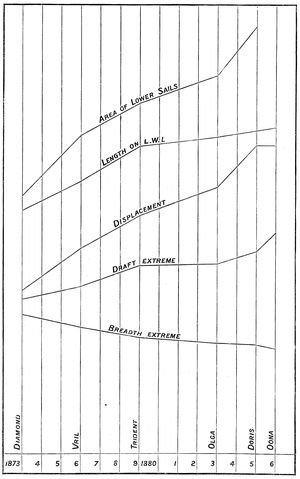 AREA OF LOWER SAILS
LENGTH ON L.W.L
DISPLACEMENT
DRAFT EXTREME
BREADTH EXTREME
DIAMOND
VRIL
TRIDENT
OLGA
DORIS
OONA
1873 4 5 6 7 8 9 1880 1 2 3 4 5 6